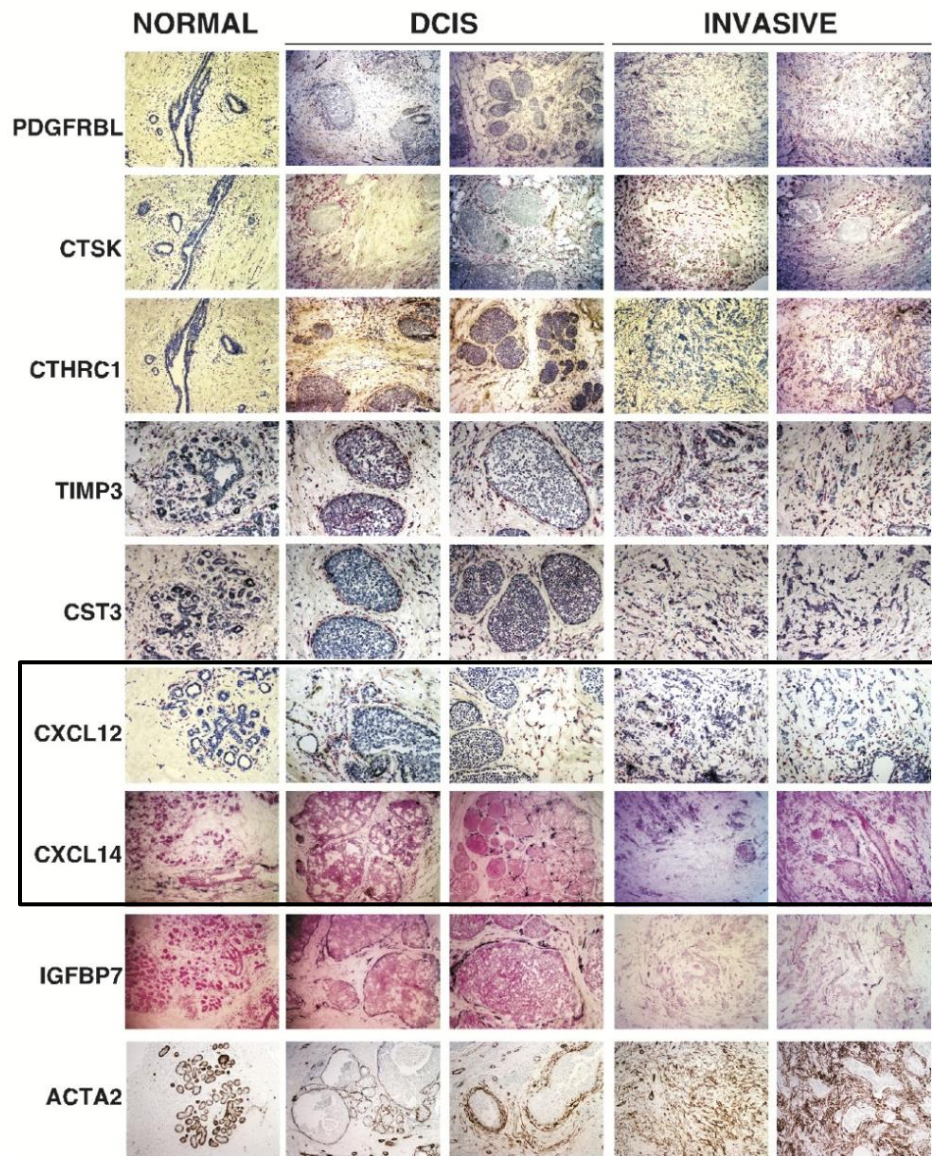 NORMAL DCIS INVASIVE
PDGFRBL
CTSK
CTHRC1
TIMP3
CST3
CXCL12
CXCL14
IGFBP7
ACTA2